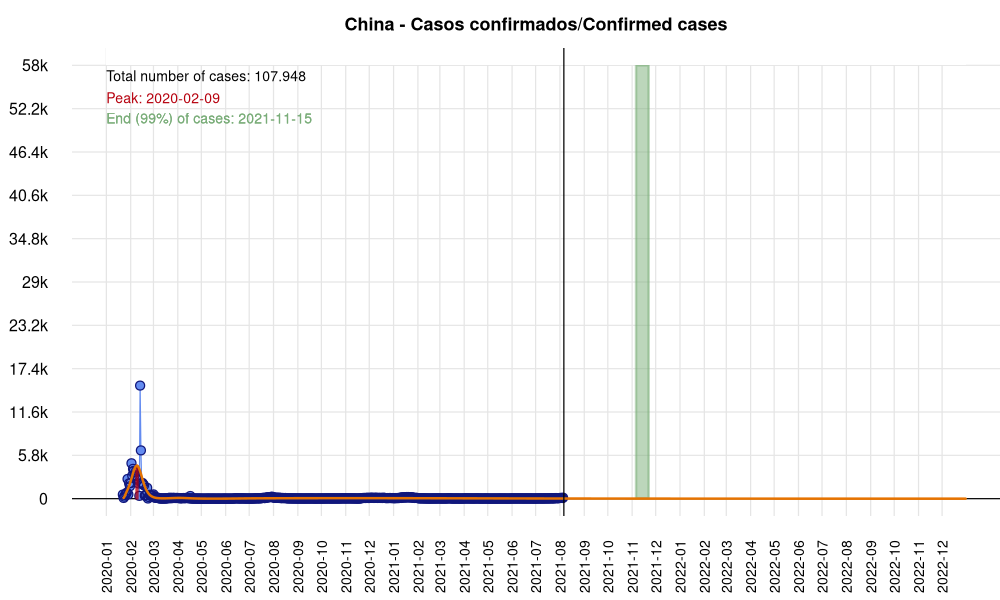 China - Casos confirmados/Confirmed cases
58k
Total number of cases: 107.948
Peak: 2020-02-09
52.2k
End (99%) of cases: 2021-11-15
46.4k
40.6k
34.8k
29k
23.2k
17.4k
11.6k
5.8k
0
2020-01
2020-02
2020-03
2020-04
2020-05
2020-06
2020-07
2020-08
2020-09
2020-10
2020-11
2020-12
2021-01
2021-02
2021-03
2021-04
2021-05
2021-06
2021-07
2021-08
2021-09
2021-10
2021-11
2021-12
2022-01
2022-02
2022-03
2022-04
2022-05
2022-06
2022-07
2022-08
2022-09
2022-10
2022-11
2022-12